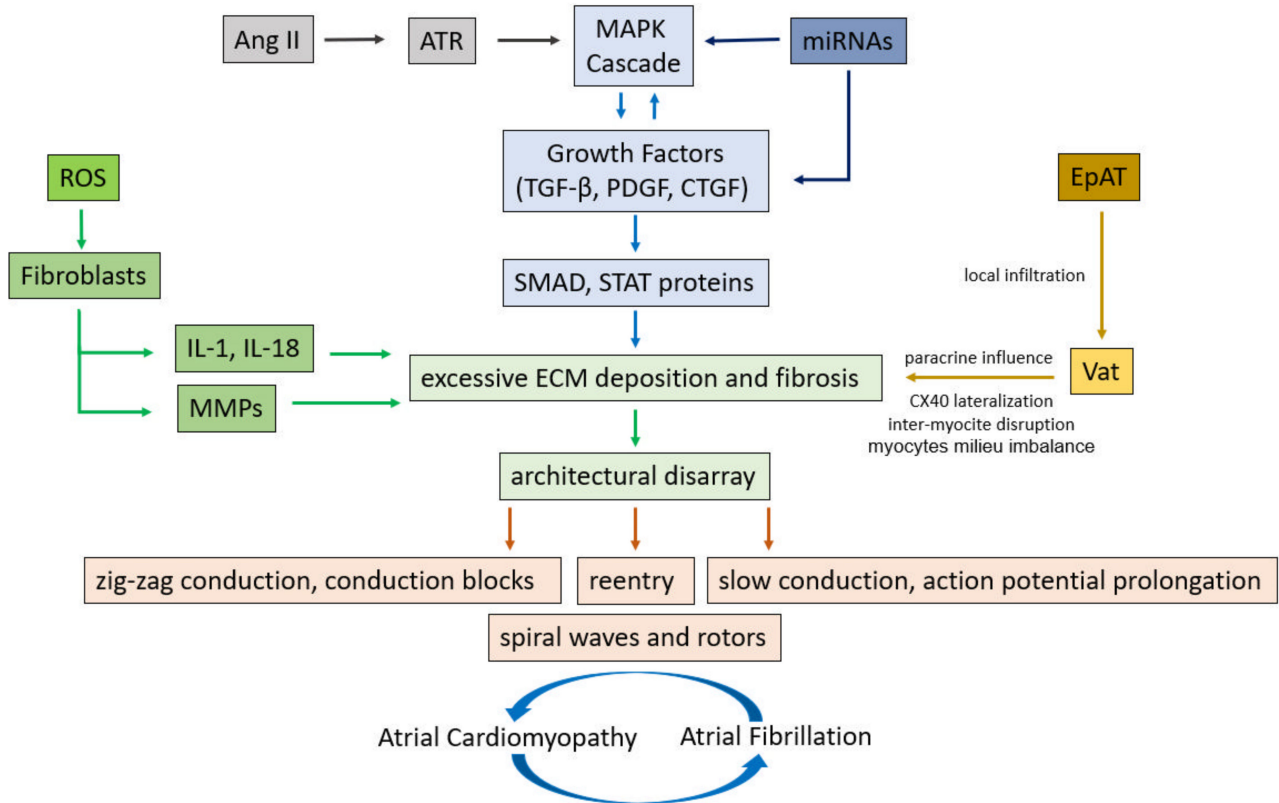 Ang II
ATR
MAPK
Cascade
miRNAs
Growth Factors
(TGF-β, PDGF, CTGF)
ROS
EpAT
Fibroblasts
SMAD, STAT proteins
local infiltration
IL-1, IL-18
MMPs
excessive ECM deposition and fibrosis
paracrine influence
Vat
CX40 lateralization
inter-myocite disruption
myocytes milieu imbalance
architectural disarray
zig-zag conduction, conduction blocks
reentry
slow conduction, action potential prolongation
spiral waves and rotors
Atrial Cardiomyopathy
Atrial Fibrillation